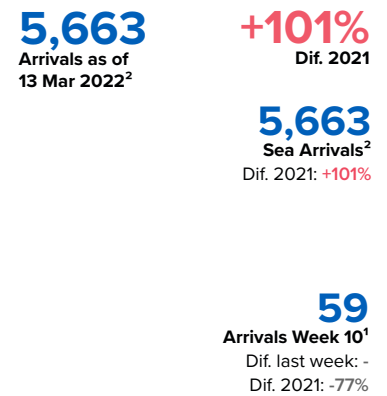 5,663
Arrivals as of
13 Mar 2022²
+101%
Dif. 2021
5,663
Sea Arrivals²
Dif. 2021: +101%
59
Arrivals Week 10¹
Dif. last week: -
Dif. 2021: -77%